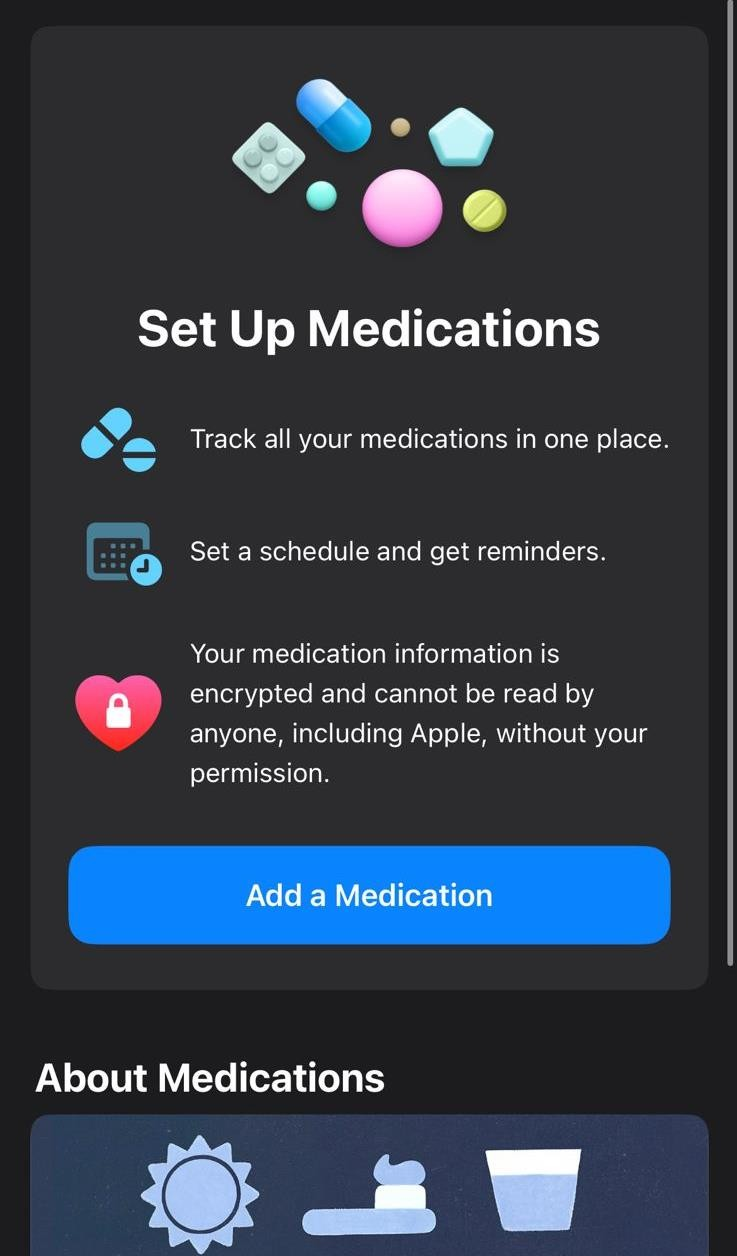 Set Up Medications
Track all your medications in one place.
Set a schedule and get reminders.
Your medication information is
encrypted and cannot be read by
anyone, including Apple, without your
permission.
Add a Medication
About Medications